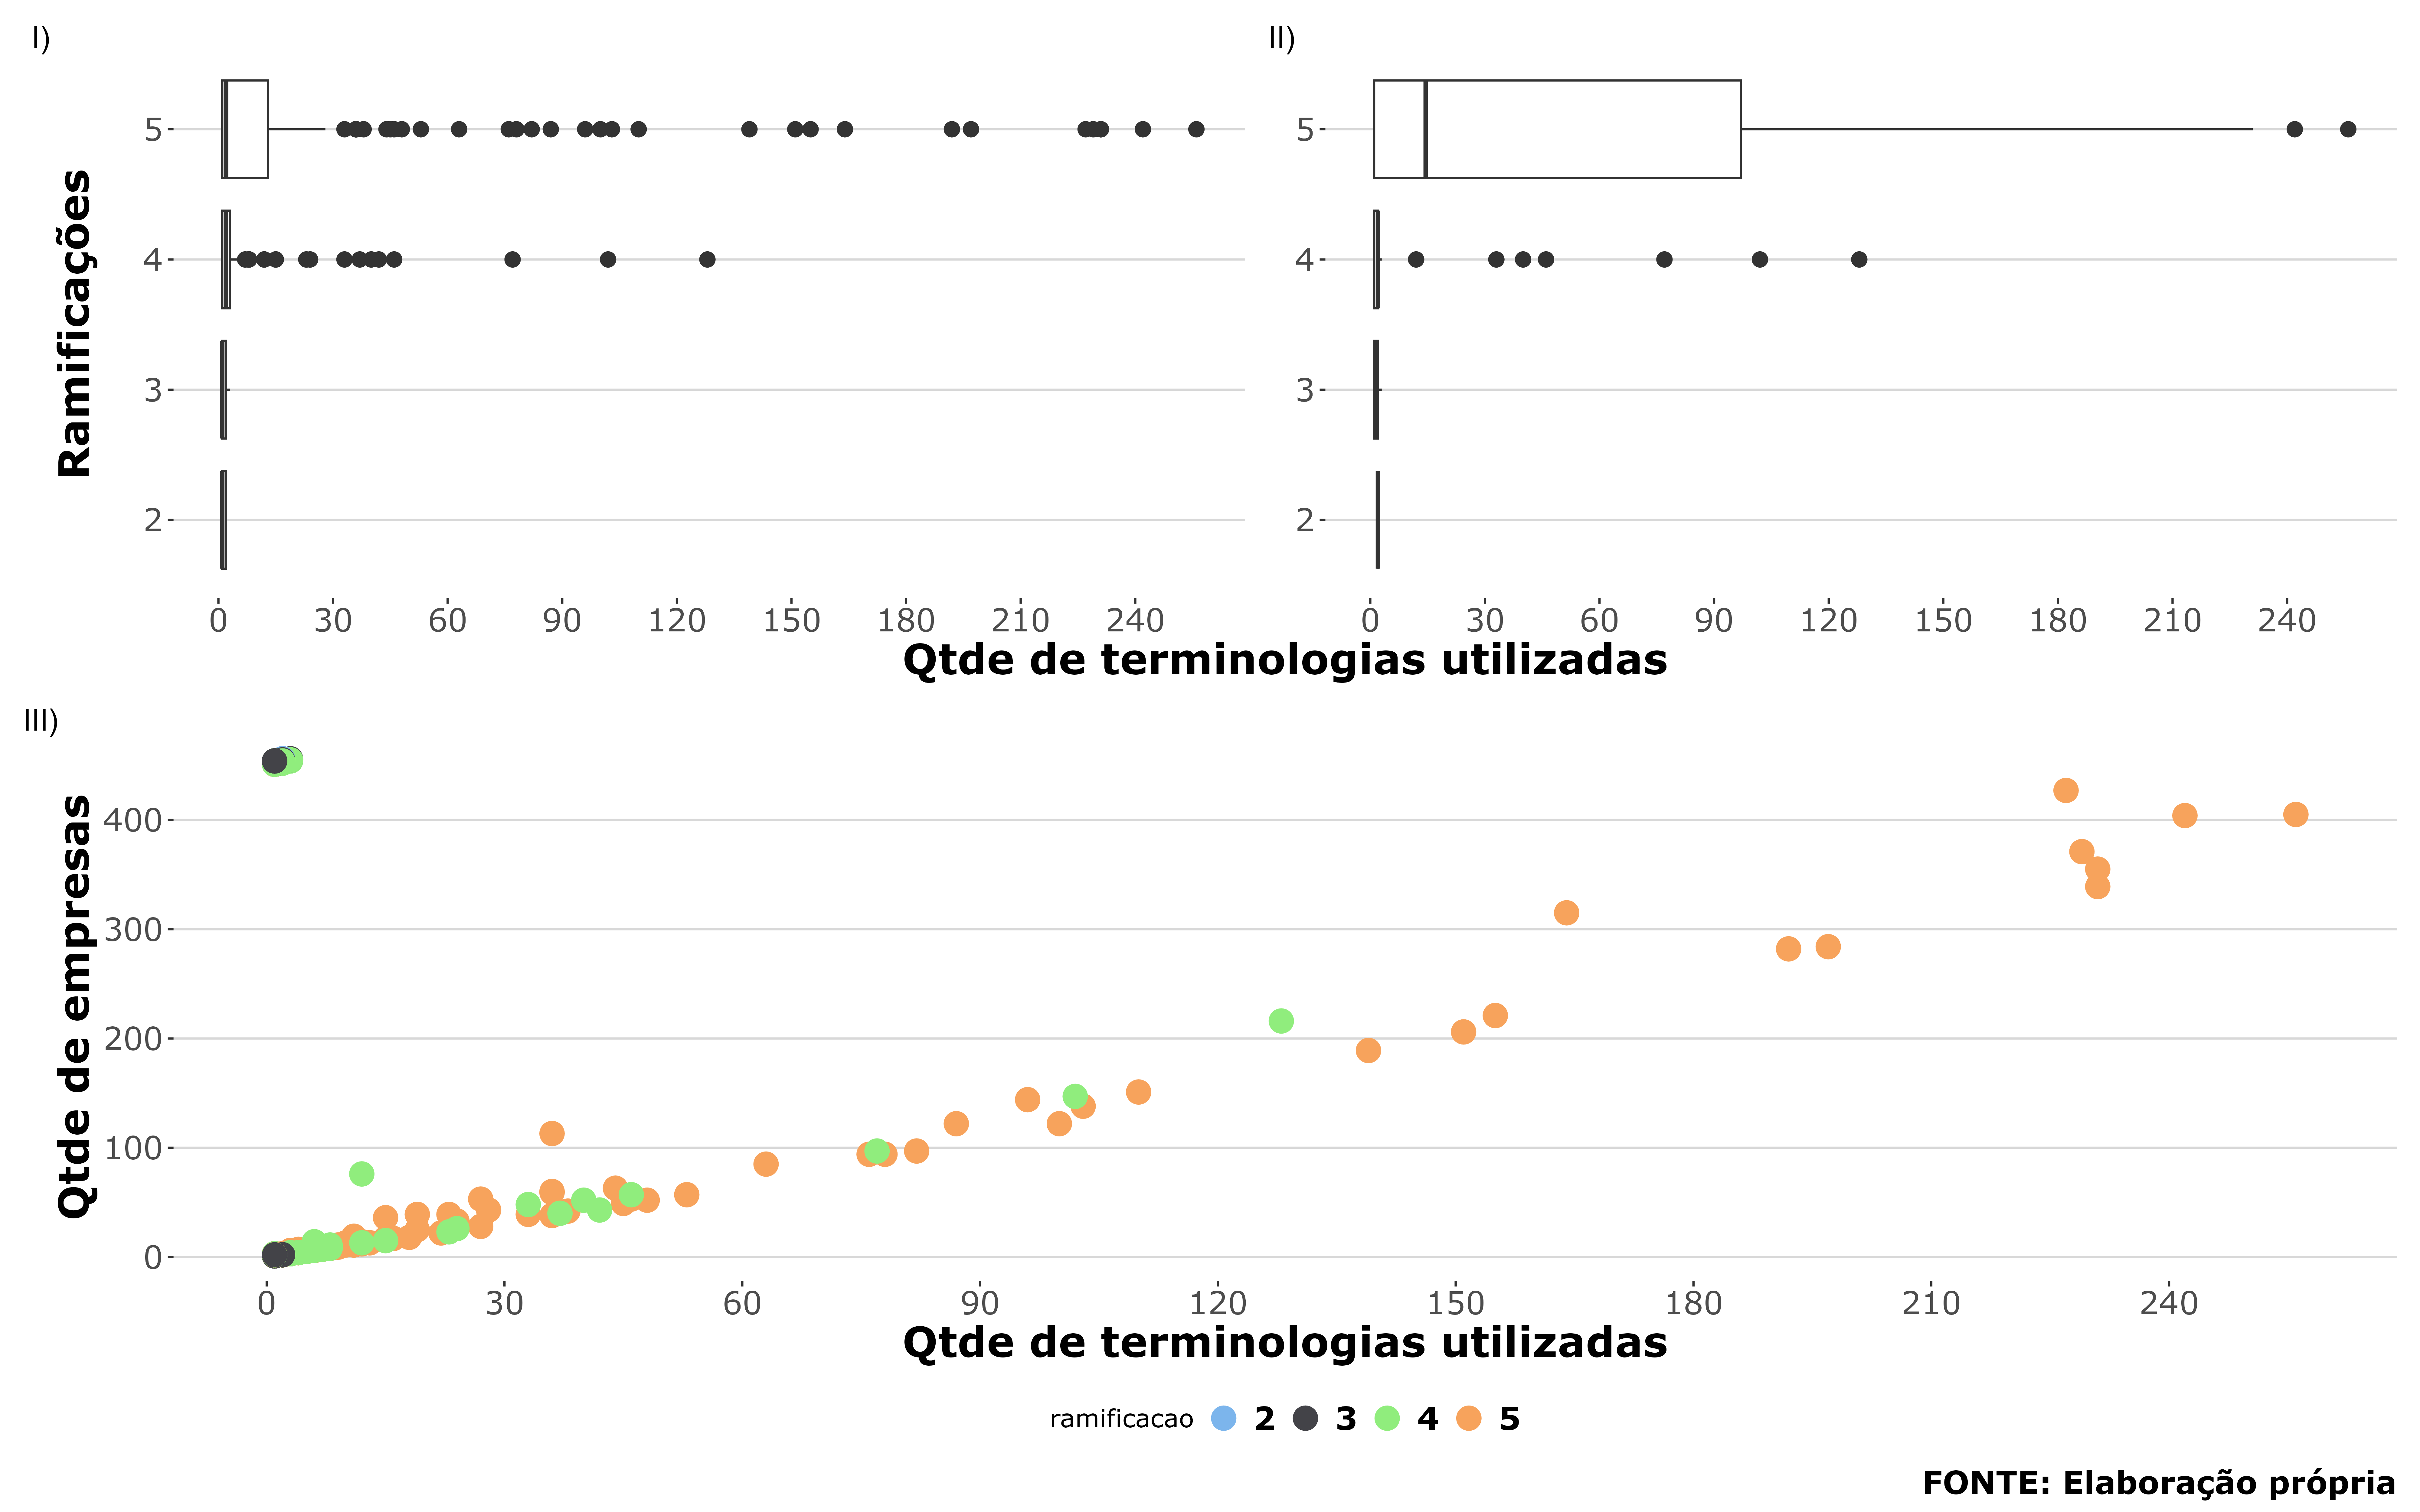 I)
II)
Ramificações
5
4
3
2
5
4
3
2
0 30 60 90 120 150 180 210 240
0 30 60 90 120 150 180 210 240
Qtde de terminologias utilizadas
III)
Qtde de empresas
400
300
200
100
0
0 30 60 90 120 150 180 210 240
Qtde de terminologias utilizadas
ramificacao 2 3 4 5
FONTE: Elaboração própria